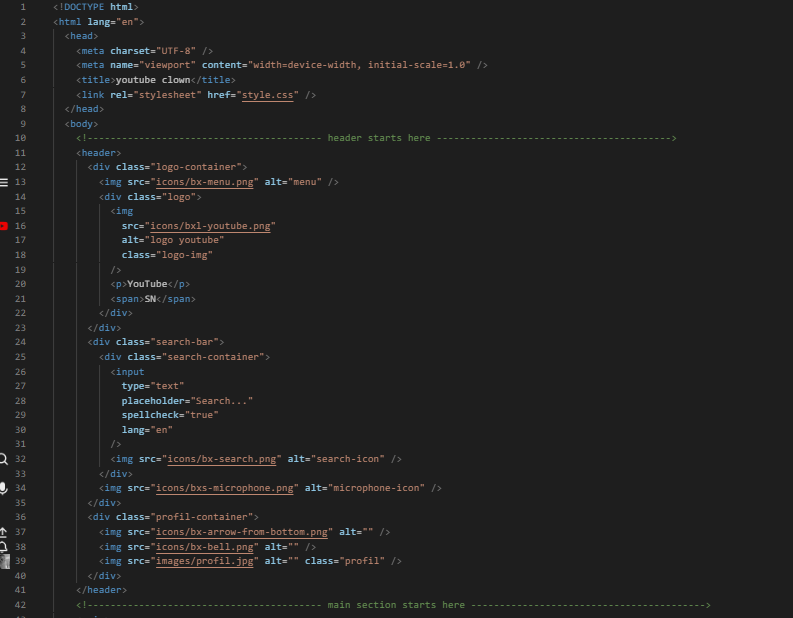 1 <!DOCTYPE html>
2 <html lang="en">
3 <head>
4 <meta charset="UTF-8" />
5 <meta name="viewport" content="width=device-width, initial-scale=1.0" />
6 <title>youtube clown</title>
7 <link rel="stylesheet" href="style.css" />
8 </head>
9 <body>
10 <!----------------------------------------- header starts here ----------------------------------------->
11 <header>
12 <div class="logo-container">
13 <img src="icons/bx-menu.png" alt="menu" />
14 <div class="logo">
15 <img
16 src="icons/bxl-youtube.png"
17 alt="logo youtube"
18 class="logo-img"
19 />
20 <p>YouTube</p>
21 <span>SN</span>
22 </div>
23 </div>
24 <div class="search-bar">
25 <div class="search-container">
26 <input
27 type="text"
28 placeholder="Search..."
29 spellcheck="true"
30 lang="en"
31 />
32 <img src="icons/bx-search.png" alt="search-icon" />
33 </div>
34 <img src="icons/bxs-microphone.png" alt="microphone-icon" />
35 </div>
36 <div class="profil-container">
37 <img src="icons/bx-arrow-from-bottom.png" alt="" />
38 <img src="icons/bx-bell.png" alt="" />
39 <img src="images/profil.jpg" alt="" class="profil" />
40 </div>
41 </header>
42 <!----------------------------------------- main section starts here ----------------------------------------->